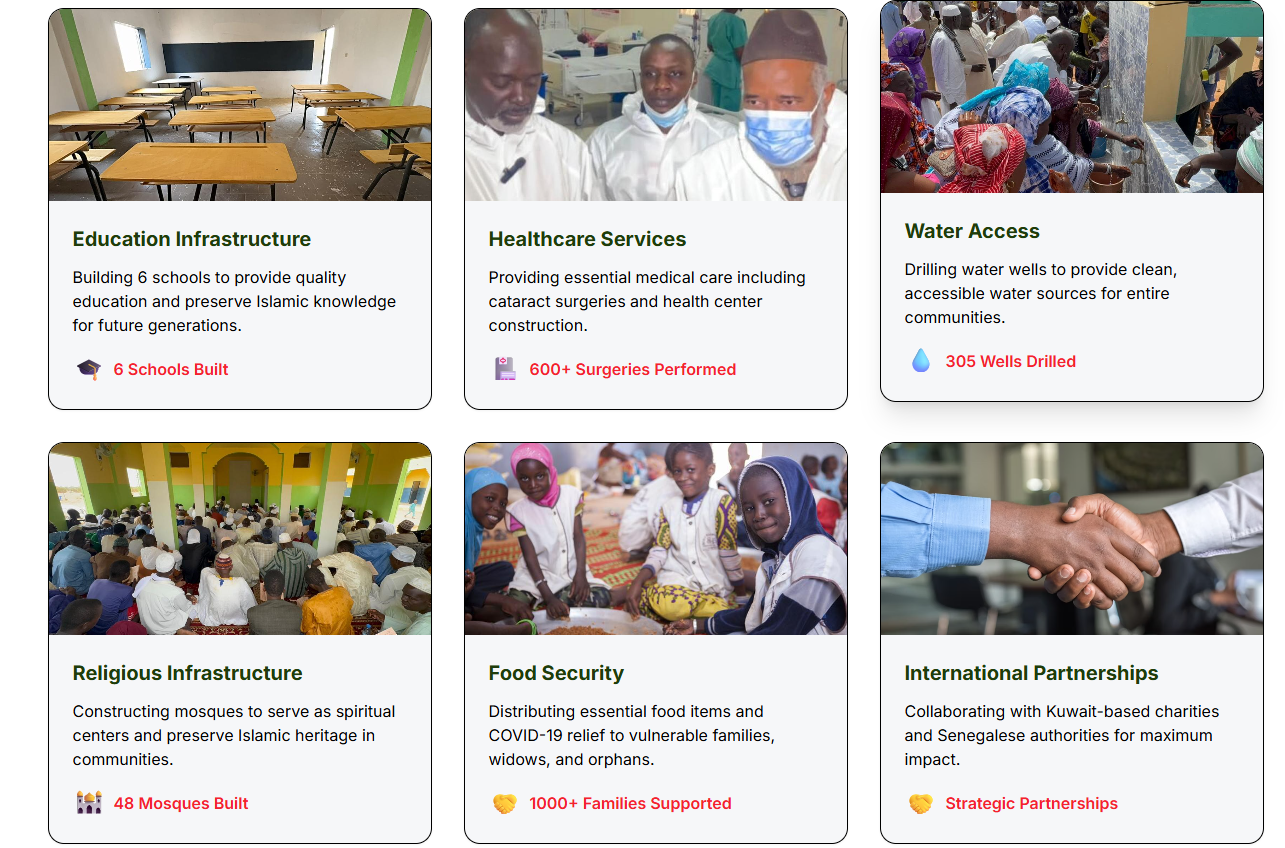 Education Infrastructure
Building 6 schools to provide quality
education and preserve Islamic knowledge
for future generations.
6 Schools Built
Healthcare Services
Providing essential medical care including
cataract surgeries and health center
construction.
600+ Surgeries Performed
Water Access
Drilling water wells to provide clean,
accessible water sources for entire
communities.
305 Wells Drilled
Religious Infrastructure
Constructing mosques to serve as spiritual
centers and preserve Islamic heritage in
communities.
48 Mosques Built
Food Security
Distributing essential food items and
COVID-19 relief to vulnerable families,
widows, and orphans.
1000+ Families Supported
International Partnerships
Collaborating with Kuwait-based charities
and Senegalese authorities for maximum
impact.
Strategic Partnerships